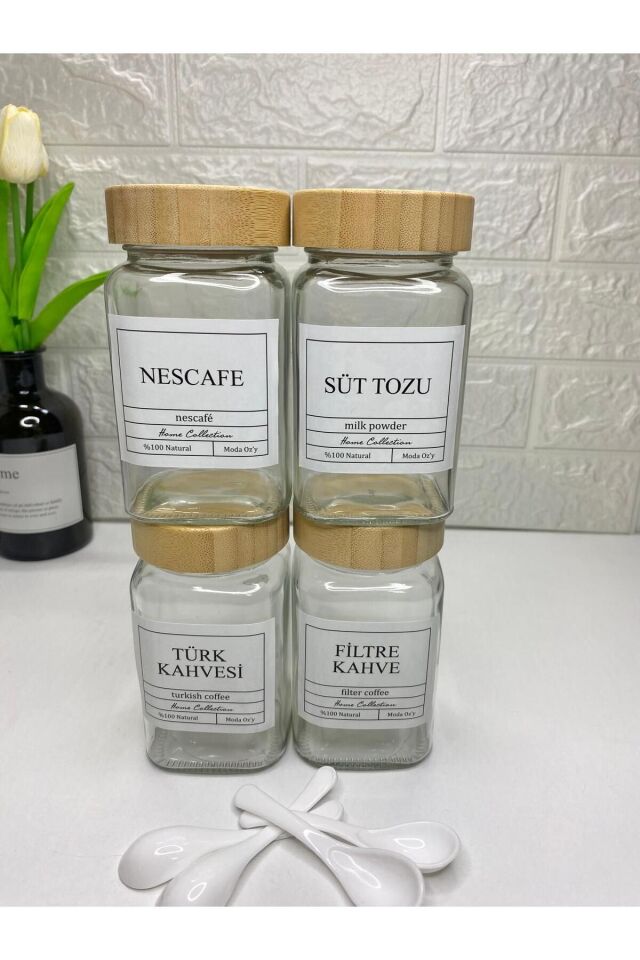 NESCAFE
nescafé
Home Collection
%100 Natural
Moda Oz'y
SÜT TOZU
milk powder
Home Collection
%100 Natural
Moda Oz'y
TÜRK
KAHVESİ
turkish coffee
Home Collection
%100 Natural
Moda Oz'y
FİLTRE
KAHVE
filter coffee
Home Collection
%100 Natural
Moda Oz'y
me